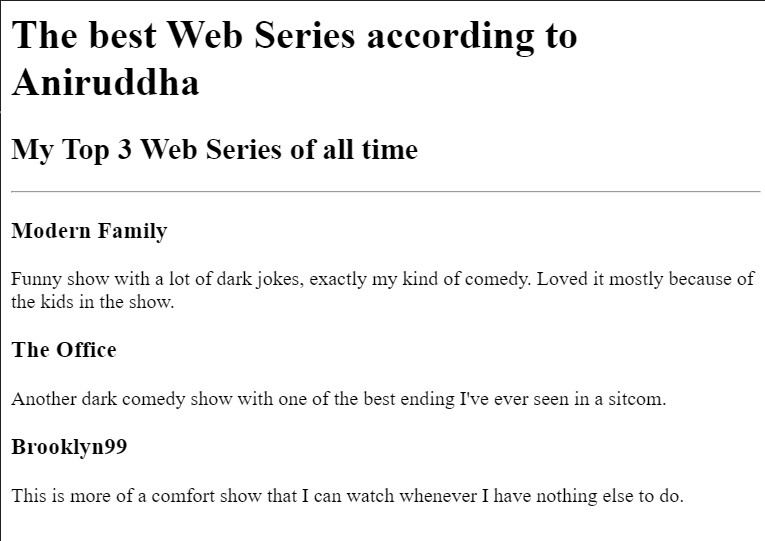 The best Web Series according to
Aniruddha
My Top 3 Web Series of all time
Modern Family
Funny show with a lot of dark jokes, exactly my kind of comedy. Loved it mostly because of
the kids in the show.
The Office
Another dark comedy show with one of the best ending I've ever seen in a sitcom.
Brooklyn99
This is more of a comfort show that I can watch whenever I have nothing else to do.